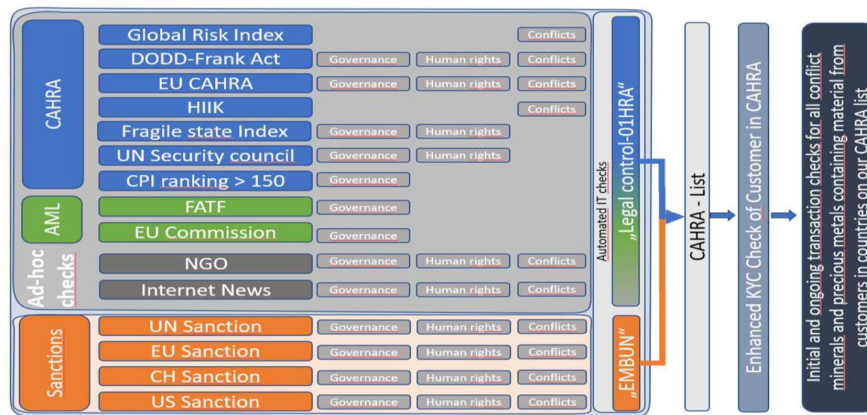 CAHRA
Global Risk Index
Conflicts
DODD-Frank Act
Governance
Human rights
Conflicts
EU CAHRA
Governance
Human rights
Conflicts
HIIK
Conflicts
Fragile state Index
Governance
Human rights
UN Security council
Governance
Human rights
CPI ranking > 150
Governance
AML
FATF
Governance
EU Commission
Governance
Ad-hoc
checks
NGO
Governance
Human rights
Conflicts
Internet News
Governance
Human rights
Conflicts
Sanctions
UN Sanction
Governance
Human rights
Conflicts
EU Sanction
Governance
Human rights
Conflicts
CH Sanction
Governance
Human rights
Conflicts
US Sanction
Governance
Human rights
Conflicts
Automated IT checks
„Legal control-01HRA“
„EMBUN“
CAHRA - List
Enhanced KYC Check of Customer in CAHRA
Initial and ongoing transaction checks for all conflict
minerals and precious metals containing material from
customers in countries on our CAHRA list